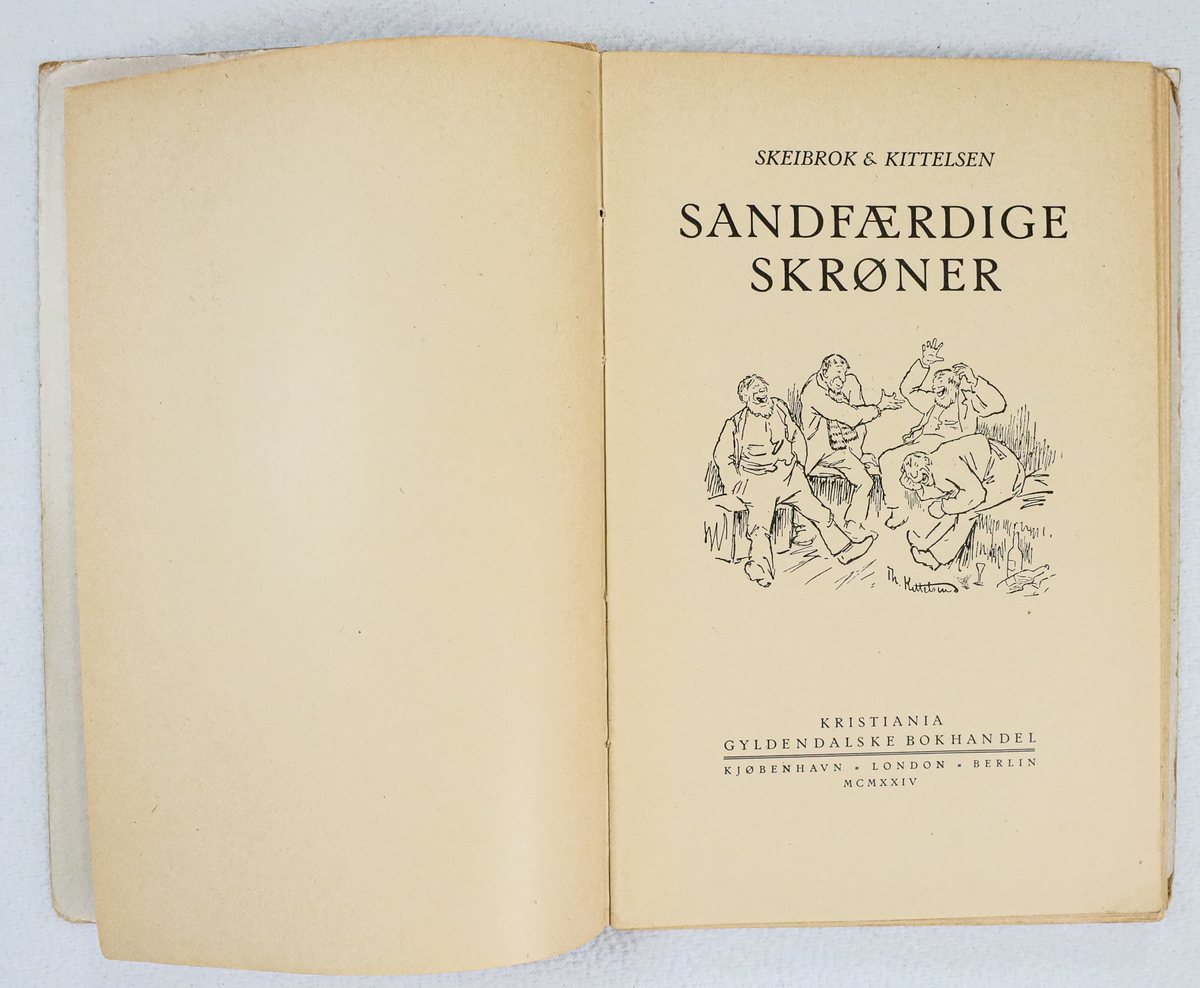 SKEIBROK & KITTELSEN
SANDFÆRDIGE
SKRØNER
Th. Kittelsen
KRISTIANIA
GYLDENDALSKE BOKHANDEL
KJØBENHAVN - LONDON - BERLIN
MCMXXIV